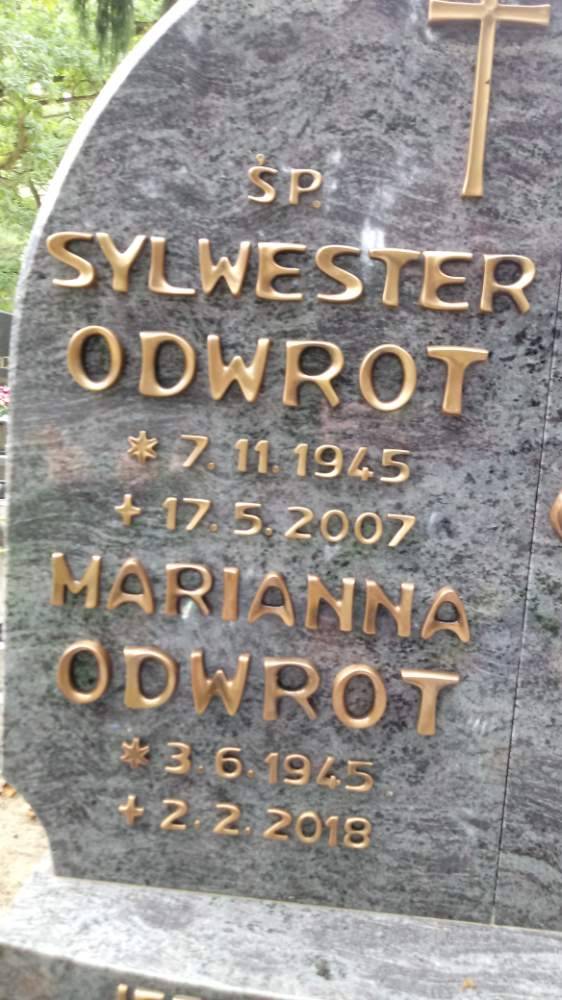 ŚP.
SYLWESTER
ODWROT
* 7.11.1945
+ 17.5.2007
MARIANNA
ODWROT
* 3.6.1945
+ 2.2.2018